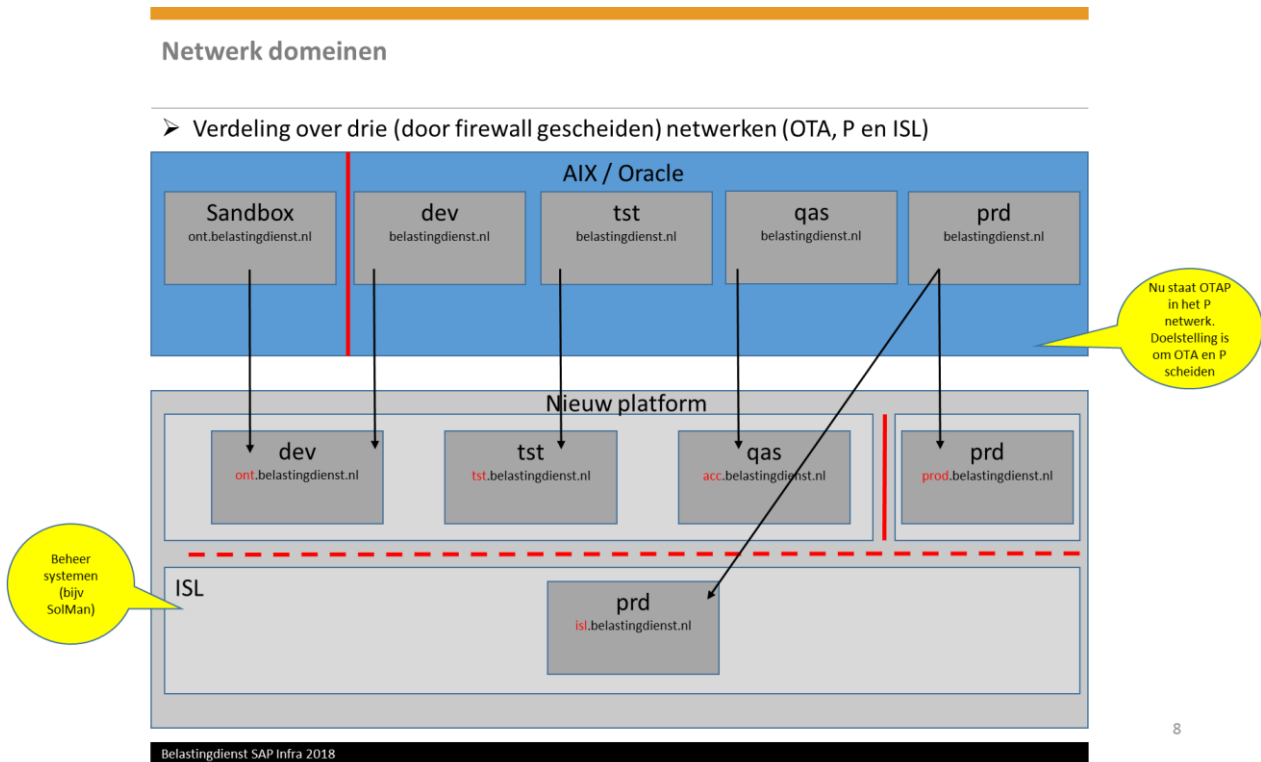 Netwerk domeinen
➢ Verdeling over drie (door firewall gescheiden) netwerken (OTA, P en ISL)
AIX / Oracle
Sandbox
ont.belastingdienst.nl
dev
belastingdienst.nl
tst
belastingdienst.nl
qas
belastingdienst.nl
prd
belastingdienst.nl
Nu staat OTAP
in het P
netwerk.
Doelstelling is
om OTA en P
scheiden
Nieuw platform
dev
ont.belastingdienst.nl
tst
tst.belastingdienst.nl
qas
acc.belastingdienst.nl
prd
prod.belastingdienst.nl
Beheer
systemen
(bijv
SolMan)
ISL
prd
isl.belastingdienst.nl
8
Belastingdienst SAP Infra 2018